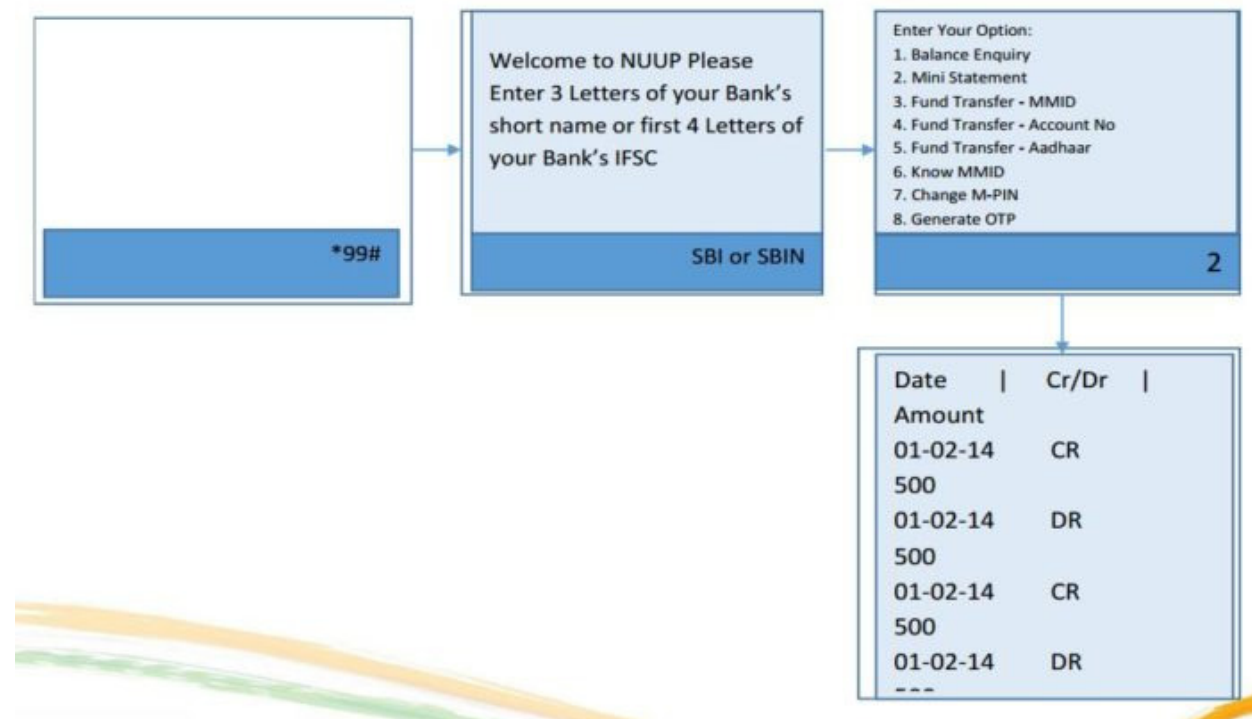 *99#
Welcome to NUUP Please
Enter 3 Letters of your Bank's
short name or first 4 Letters of
your Bank's IFSC
SBI or SBIN
Enter Your Option:
1. Balance Enquiry
2. Mini Statement
3. Fund Transfer - MMID
4. Fund Transfer - Account No
5. Fund Transfer - Aadhaar
6. Know MMID
7. Change M-PIN
8. Generate OTP
2
Date | Cr/Dr |
Amount
01-02-14 CR
500
01-02-14 DR
500
01-02-14 CR
500
01-02-14 DR